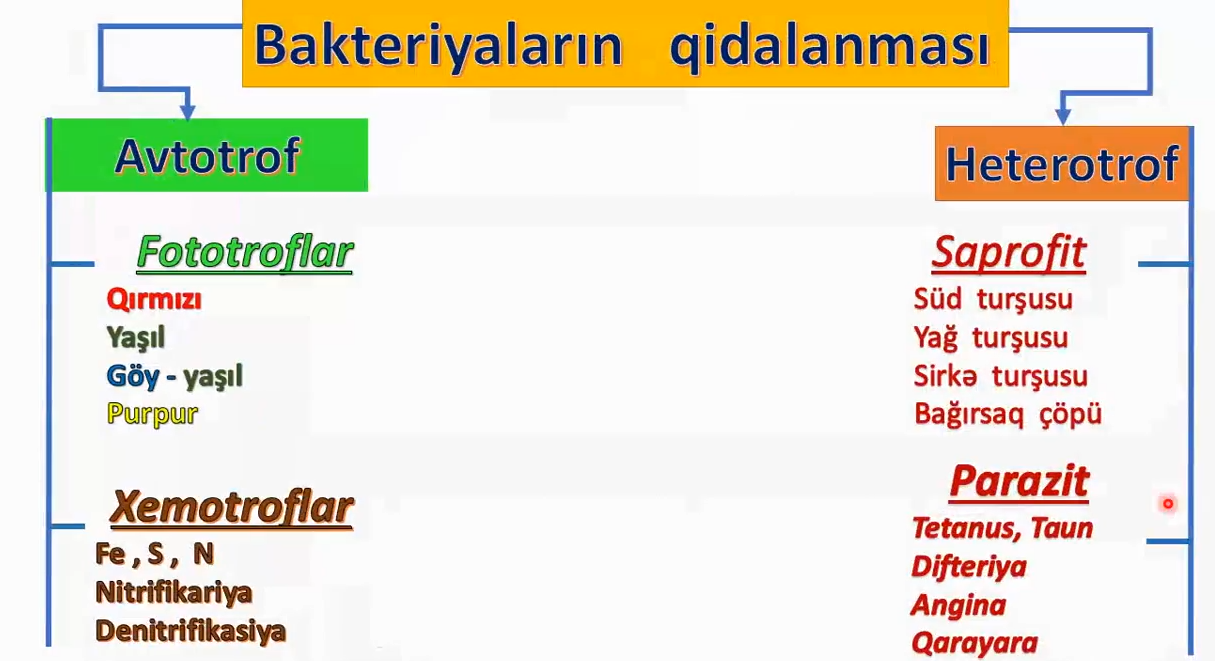 Bakteriyaların qidalanması
Avtotrof
Fototroflar
Qırmızı
Yaşıl
Göy - yaşıl
Purpur
Xemotroflar
Fe , S , N
Nitrifikariya
Denitrifikasiya
Heterotrof
Saprofit
Süd turşusu
Yağ turşusu
Sirkə turşusu
Bağırsaq çöpü
Parazit
Tetanus, Taun
Difteriya
Angina
Qarayara